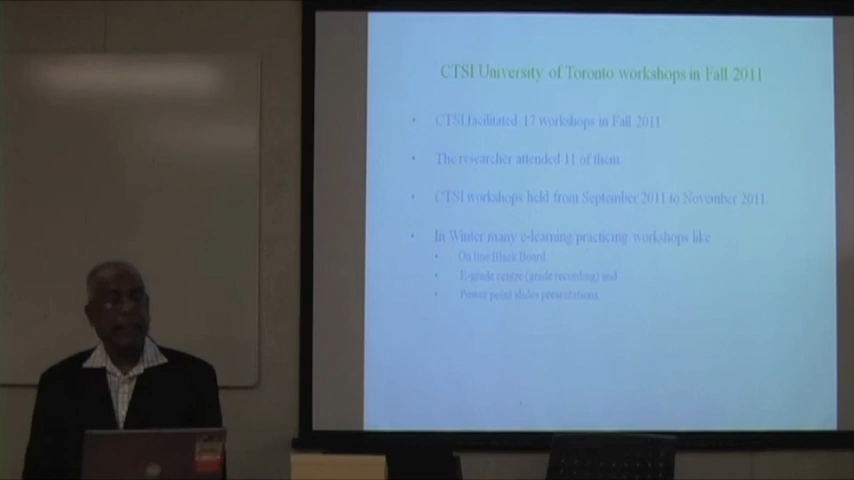 CTSI University of Toronto workshops in Fall 2011
• CTSI facilitated 17 workshops in Fall 2011
• The researcher attended 11 of them
• CTSI workshops held from September 2011 to November 2011.
• In Winter many e-learning practicing workshops like
• On line Black Board
• E-grade centre (grade recording) and
• Power point slides presentations